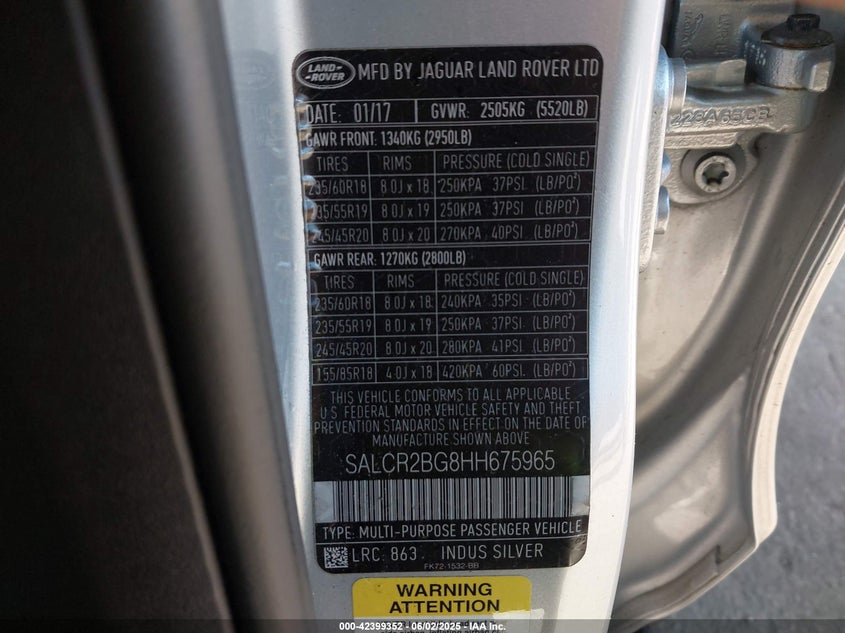 LAND-
ROVER
MFD BY JAGUAR LAND ROVER LTD
DATE: 01/17 GVWR: 2505KG (5520LB)
GAWR FRONT: 1340KG (2950LB)
TIRES RIMS PRESSURE (COLD SINGLE)
235/60R18 8.0J x 18 250KPA 37PSI. (LB/PO²)
235/55R19 8.0J x 19 250KPA 37PSI. (LB/PO²)
245/45R20 8.0J x 20 270KPA 40PSI. (LB/PO²)
GAWR REAR: 1270KG (2800LB)
TIRES RIMS PRESSURE (COLD SINGLE)
235/60R18 8.0J x 18 240KPA 35PSI. (LB/PO²)
235/55R19 8.0J x 19 250KPA 37PSI. (LB/PO²)
245/45R20 8.0J x 20 280KPA 41PSI. (LB/PO²)
155/85R18 4.0J x 18 420KPA 60PSI. (LB/PO²)
THIS VEHICLE CONFORMS TO ALL APPLICABLE
U.S. FEDERAL MOTOR VEHICLE SAFETY AND THEFT
PREVENTION STANDARDS IN EFFECT ON THE DATE OF
MANUFACTURE SHOWN ABOVE
SALCR2BG8HH675965
TYPE: MULTI-PURPOSE PASSENGER VEHICLE
LRC: 863 INDUS SILVER
FK72-1532-BB
WARNING
ATTENTION
000-42399352 - 06/02/2025 - IAA Inc.